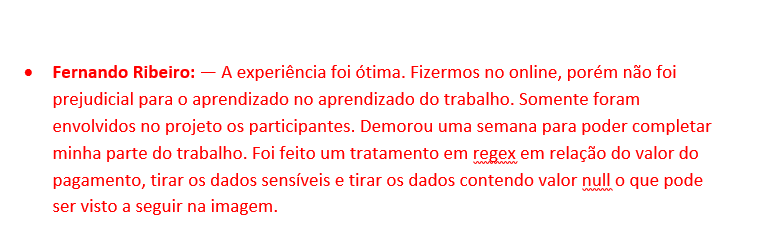 • Fernando Ribeiro: — A experiência foi ótima. Fizermos no online, porém não foi
prejudicial para o aprendizado no aprendizado do trabalho. Somente foram
envolvidos no projeto os participantes. Demorou uma semana para poder completar
minha parte do trabalho. Foi feito um tratamento em regex em relação do valor do
pagamento, tirar os dados sensíveis e tirar os dados contendo valor null o que pode
ser visto a seguir na imagem.